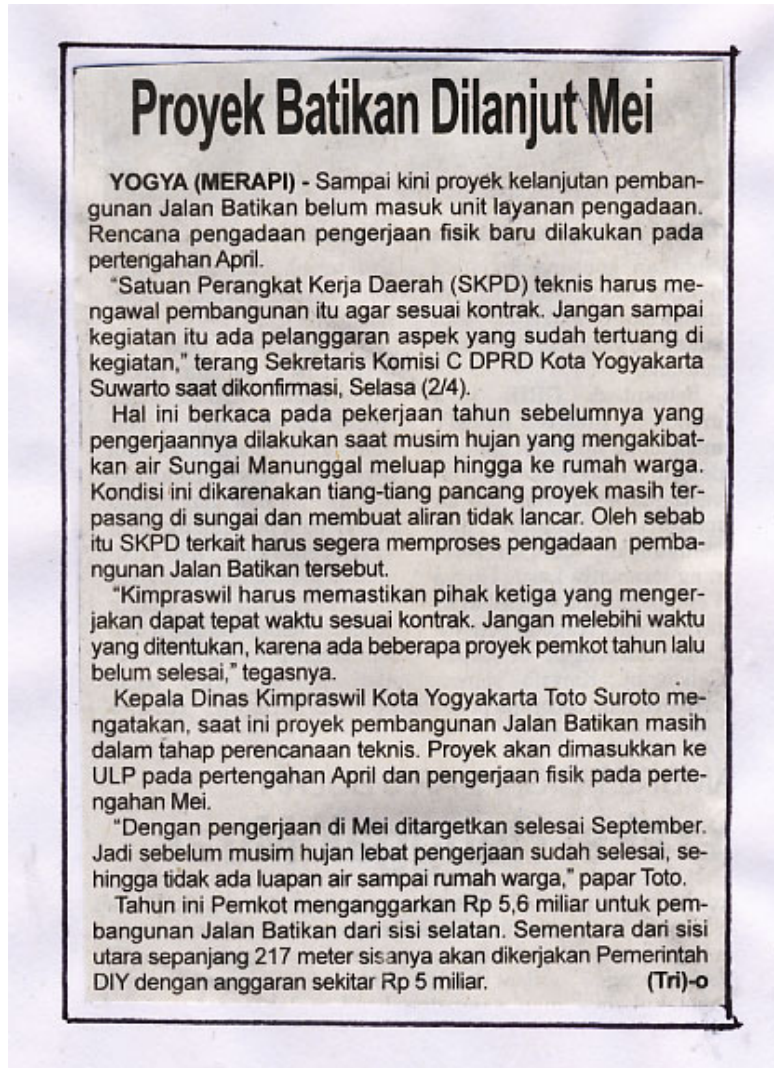 Proyek Batikan Dilanjut Mei
YOGYA (MERAPI) - Sampai kini proyek kelanjutan pemban-
gunan Jalan Batikan belum masuk unit layanan pengadaan.
Rencana pengadaan pengerjaan fisik baru dilakukan pada
pertengahan April.
"Satuan Perangkat Kerja Daerah (SKPD) teknis harus me-
ngawal pembangunan itu agar sesuai kontrak. Jangan sampai
kegiatan itu ada pelanggaran aspek yang sudah tertuang di
kegiatan," terang Sekretaris Komisi C DPRD Kota Yogyakarta
Suwarto saat dikonfirmasi, Selasa (2/4).
Hal ini berkaca pada pekerjaan tahun sebelumnya yang
pengerjaannya dilakukan saat musim hujan yang mengakibat-
kan air Sungai Manunggal meluap hingga ke rumah warga.
Kondisi ini dikarenakan tiang-tiang pancang proyek masih ter-
pasang di sungai dan membuat aliran tidak lancar. Oleh sebab
itu SKPD terkait harus segera memproses pengadaan pemba-
ngunan Jalan Batikan tersebut.
"Kimpraswil harus memastikan pihak ketiga yang menger-
jakan dapat tepat waktu sesuai kontrak. Jangan melebihi waktu
yang ditentukan, karena ada beberapa proyek pemkot tahun lalu
belum selesai," tegasnya.
Kepala Dinas Kimpraswil Kota Yogyakarta Toto Suroto me-
ngatakan, saat ini proyek pembangunan Jalan Batikan masih
dalam tahap perencanaan teknis. Proyek akan dimasukkan ke
ULP pada pertengahan April dan pengerjaan fisik pada perte-
ngahan Mei.
"Dengan pengerjaan di Mei ditargetkan selesai September.
Jadi sebelum musim hujan lebat pengerjaan sudah selesai, se-
hingga tidak ada luapan air sampai rumah warga," papar Toto.
Tahun ini Pemkot menganggarkan Rp 5,6 miliar untuk pem-
bangunan Jalan Batikan dari sisi selatan. Sementara dari sisi
utara sepanjang 217 meter sisanya akan dikerjakan Pemerintah
DIY dengan anggaran sekitar Rp 5 miliar. (Tri)-o